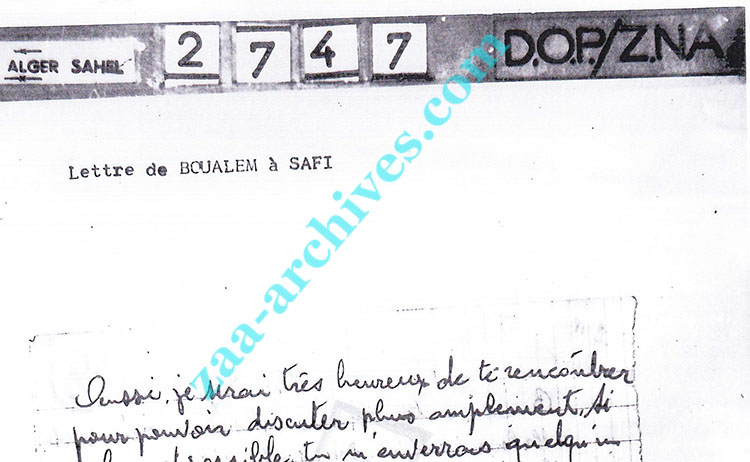 ALGER SAHEL 2 7 4 7 D.O.P./Z.N.A
zaa-archives.com
Lettre de BOUALEM à SAFI
Aussi, je serai très heureux de te rencontrer
pour pouvoir discuter plus amplement. Si
possible, tu m'enverras quelqu'un